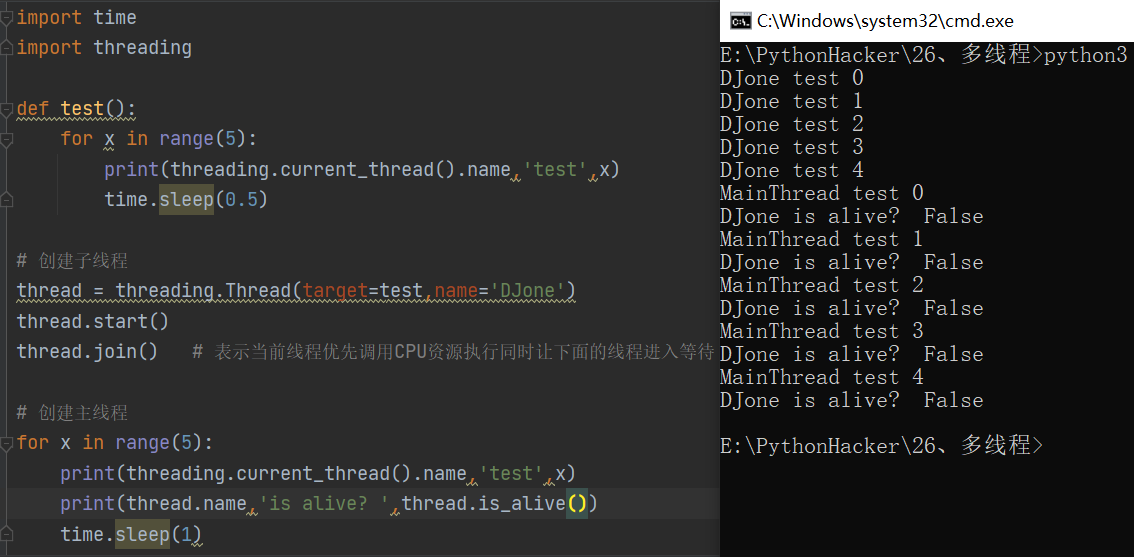 import time
import threading
def test():
    for x in range(5):
        print(threading.current_thread().name,'test',x)
        time.sleep(0.5)
# 创建子线程
thread = threading.Thread(target=test,name='DJone')
thread.start()
thread.join()   # 表示当前线程优先调用CPU资源执行同时让下面的线程进入等待
# 创建主线程
for x in range(5):
    print(threading.current_thread().name,'test',x)
    print(thread.name,'is alive? ',thread.is_alive())
    time.sleep(1)
C:\Windows\system32\cmd.exe
E:\PythonHacker\26、多线程>python3
DJone test 0
DJone test 1
DJone test 2
DJone test 3
DJone test 4
MainThread test 0
DJone is alive?  False
MainThread test 1
DJone is alive?  False
MainThread test 2
DJone is alive?  False
MainThread test 3
DJone is alive?  False
MainThread test 4
DJone is alive?  False
E:\PythonHacker\26、多线程>